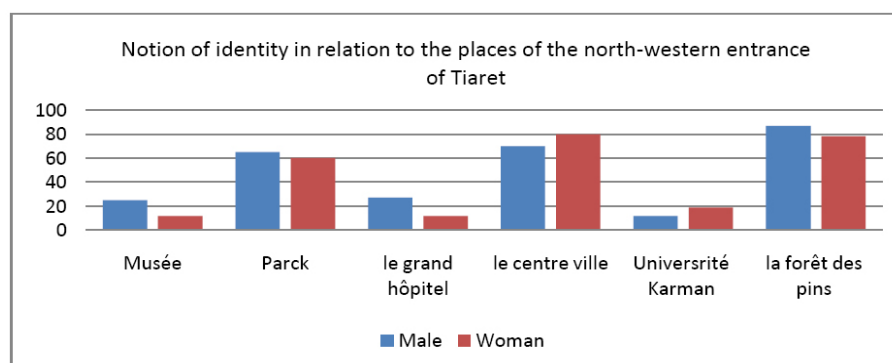 Notion of identity in relation to the places of the north-western entrance
of Tiaret
100
80
60
40
20
0
Musée
Parck
le grand
hôpitel
le centre ville
Universrité
Karman
la forêt des
pins
Male
Woman